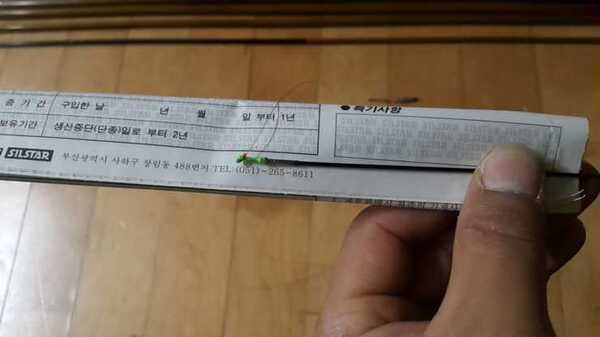 증 기 간 구입한 날 년 월 일 부터 1년
보유기간 생산중단(단종)일로 부터 2년
●특기사항
SILSTAR 부산광역시 사하구 장림동 488번지 TEL (051)-265-8611